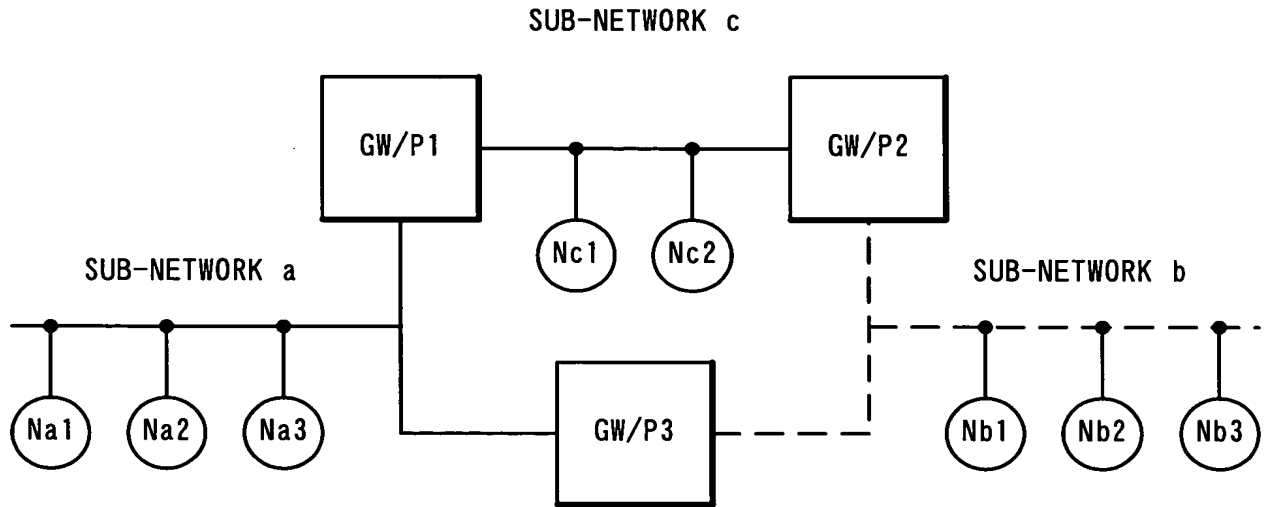 SUB-NETWORK c
GW/P1
GW/P2
Nc1
Nc2
SUB-NETWORK a
SUB-NETWORK b
Na1
Na2
Na3
GW/P3
Nb1
Nb2
Nb3